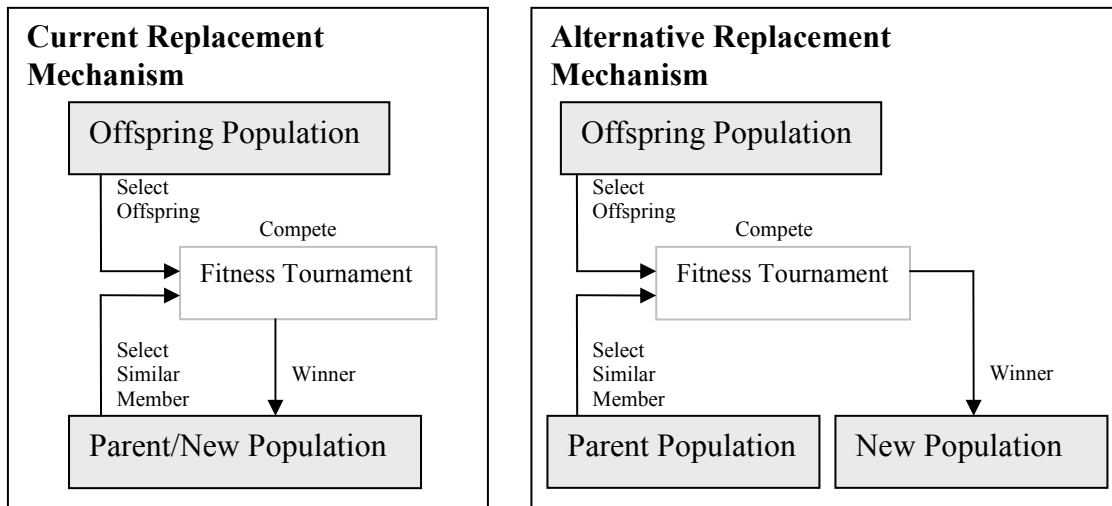 Current Replacement
Mechanism
Offspring Population
Select
Offspring
Compete
Fitness Tournament
Select
Similar
Member
Winner
Parent/New Population
Alternative Replacement
Mechanism
Offspring Population
Select
Offspring
Compete
Fitness Tournament
Select
Similar
Member
Winner
Parent Population
New Population